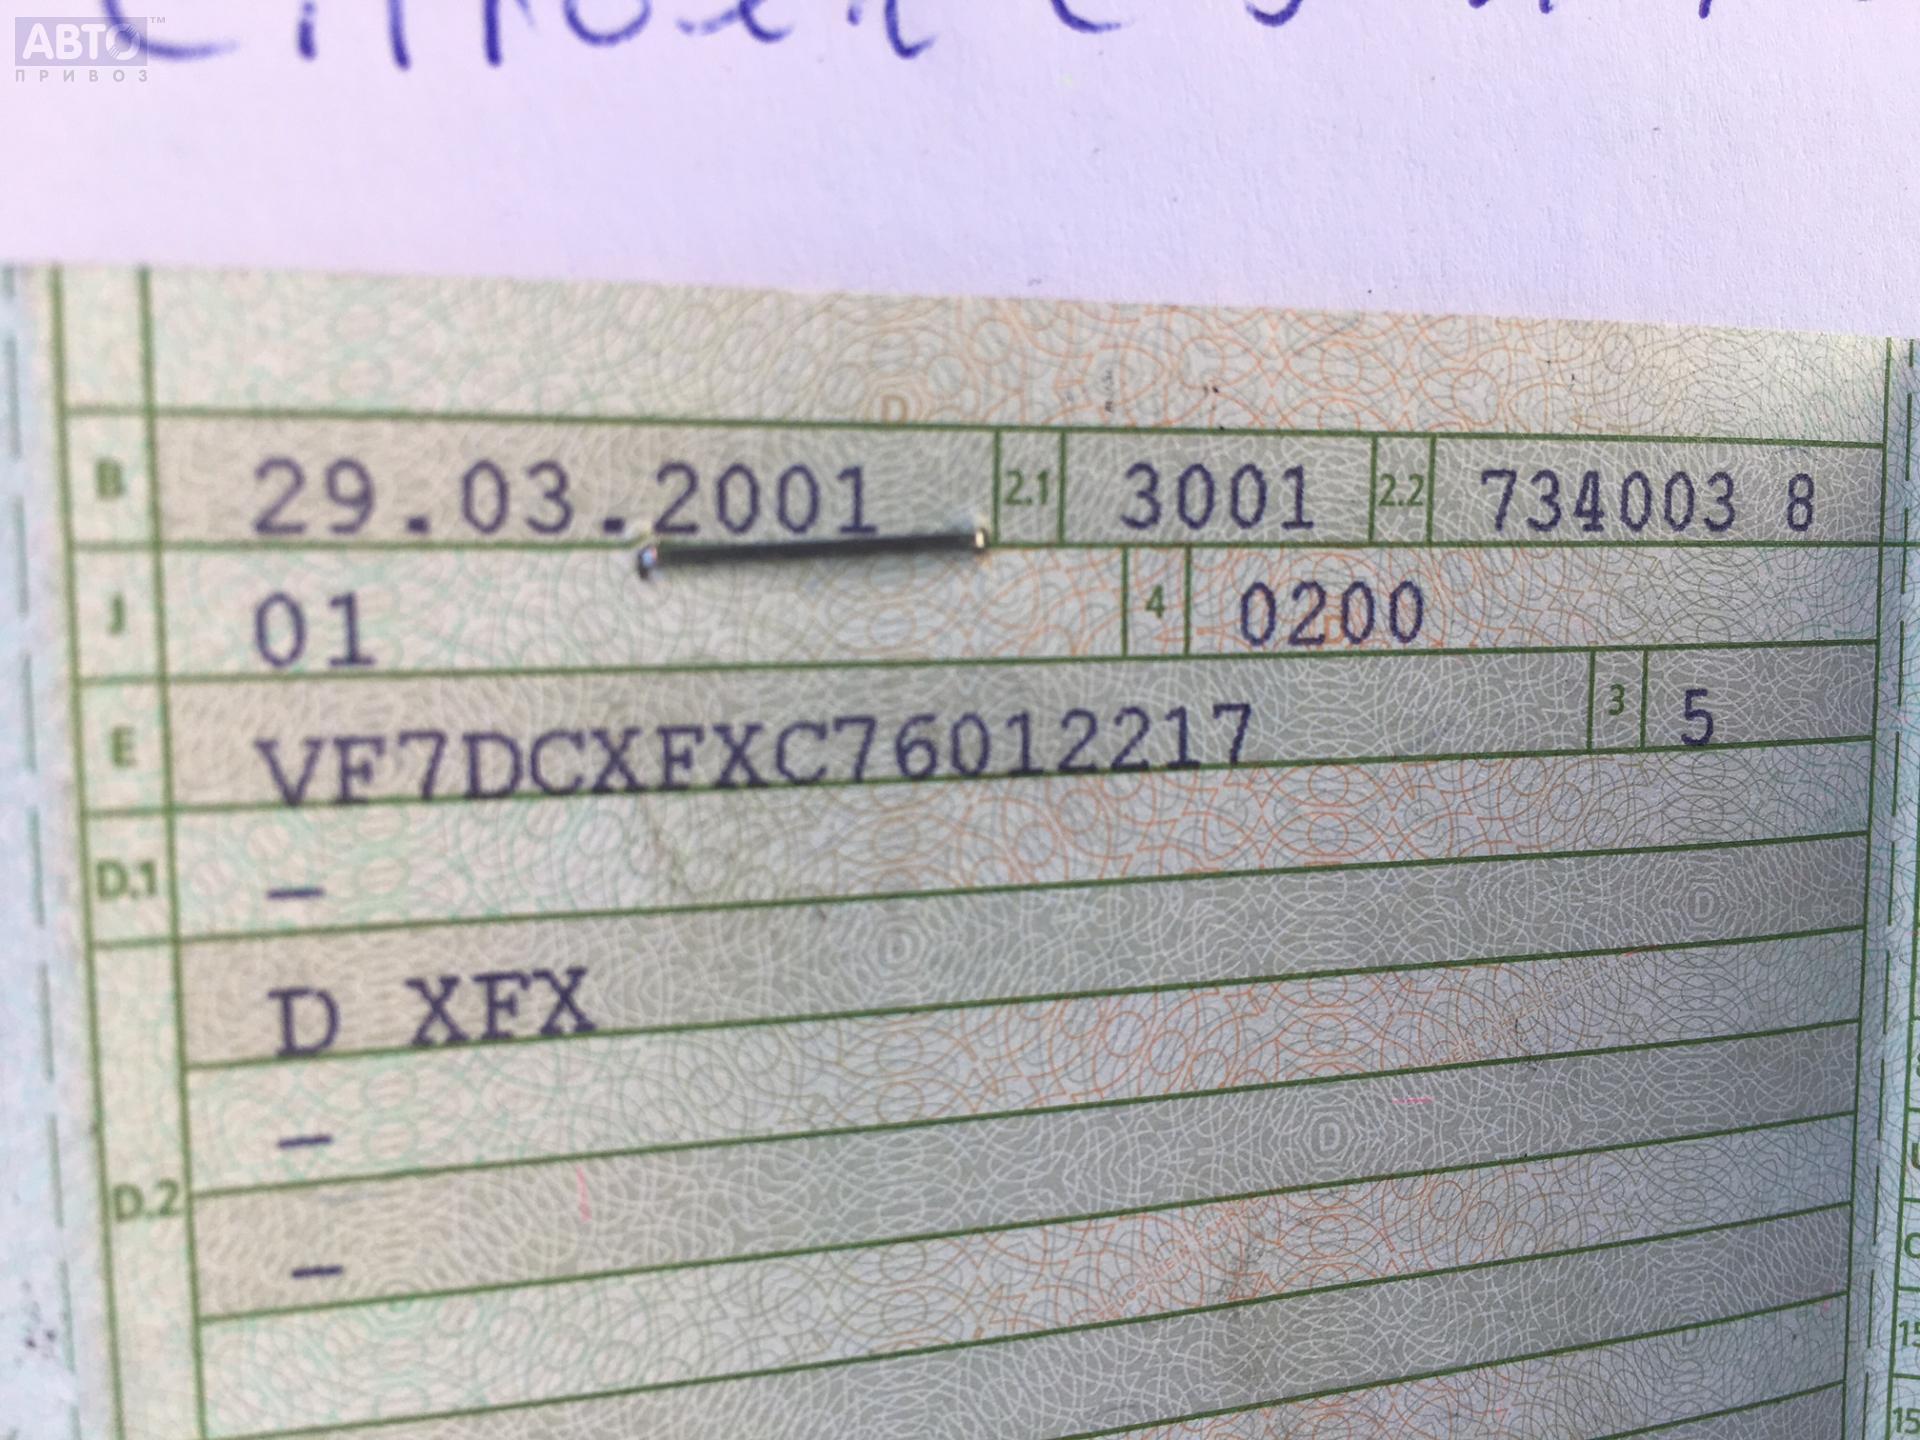 АВТО™
ПРИВОЗ
B 29.03.2001 2.1 3001 2.2 734003 8
J 01 4 0200
E VF7DCXFXC76012217 3 5
D.1 –
D XFX
–
D.2
–